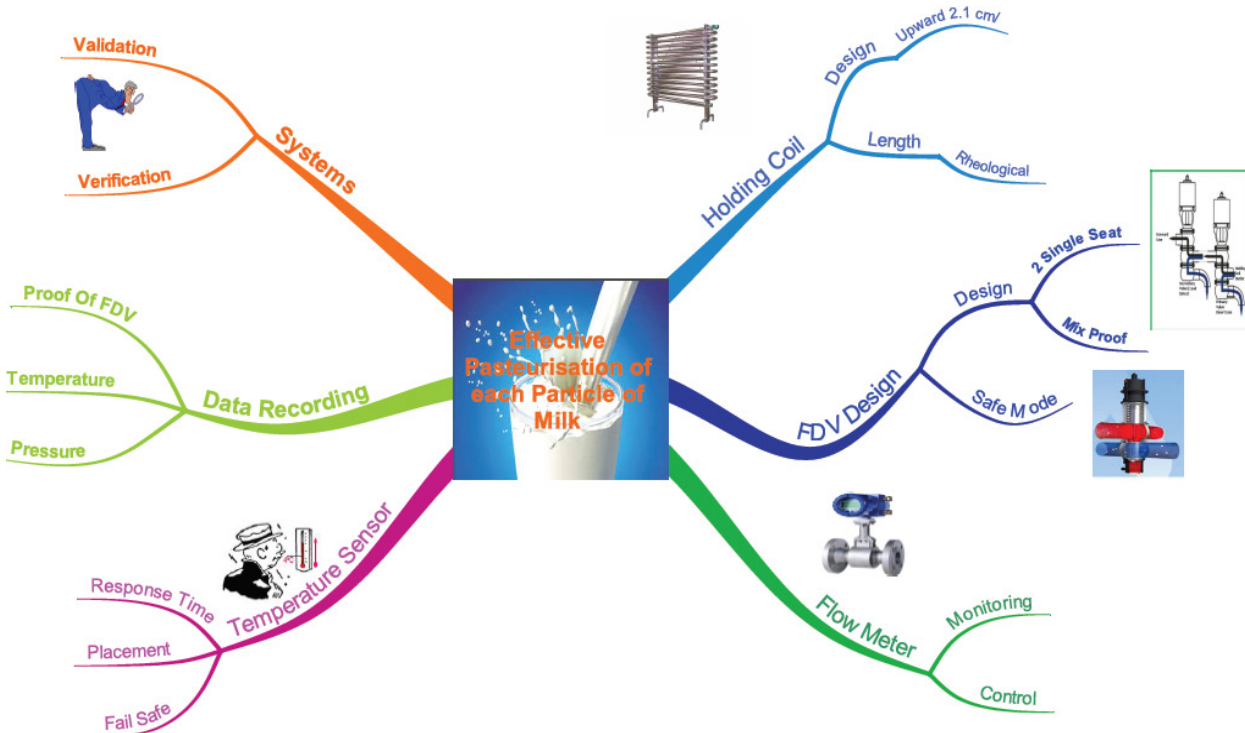 Validation
Systems
Verification
Proof Of FDV
Temperature
Data Recording
Pressure
Response Time
Temperature Sensor
Placement
Fail Safe
Effective
Pasteurisation of
each Particle of
Milk
Upward 2.1 cm/
Design
Holding Coil
Length
Rheological
2 Single Seat
Design
Mix Proof
FDV Design
Safe Mode
Monitoring
Flow Meter
Control